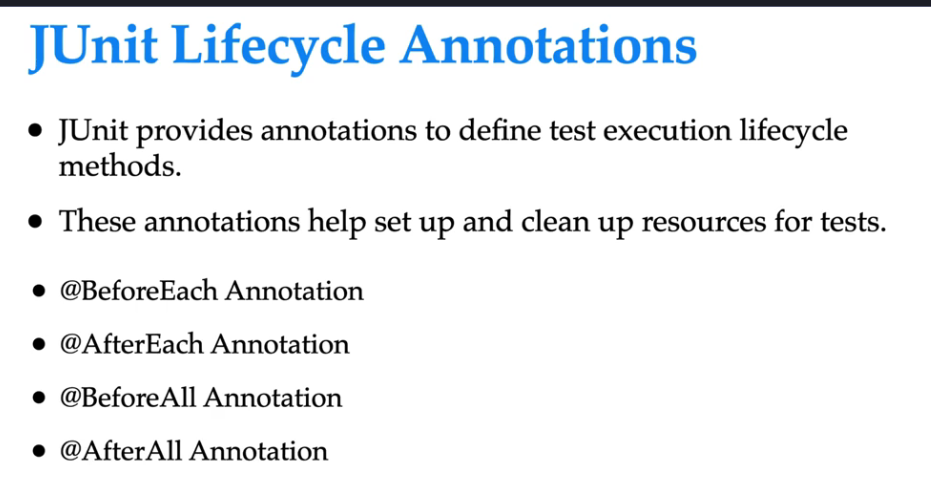 JUnit Lifecycle Annotations
• JUnit provides annotations to define test execution lifecycle
methods.
• These annotations help set up and clean up resources for tests.
• @BeforeEach Annotation
• @AfterEach Annotation
• @BeforeAll Annotation
• @AfterAll Annotation